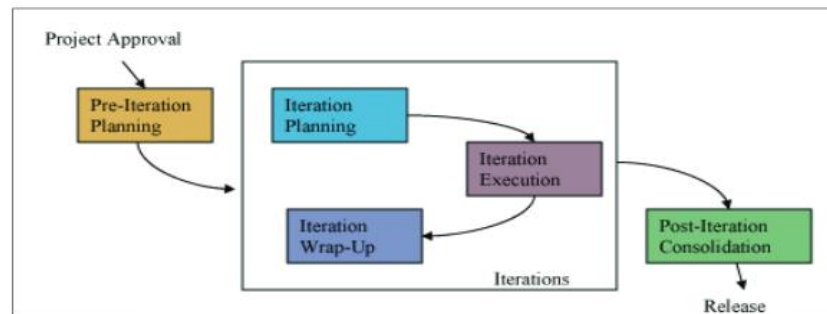 Project Approval
Pre-Iteration
Planning
Iteration
Planning
Iteration
Execution
Iteration
Wrap-Up
Iterations
Post-Iteration
Consolidation
Release